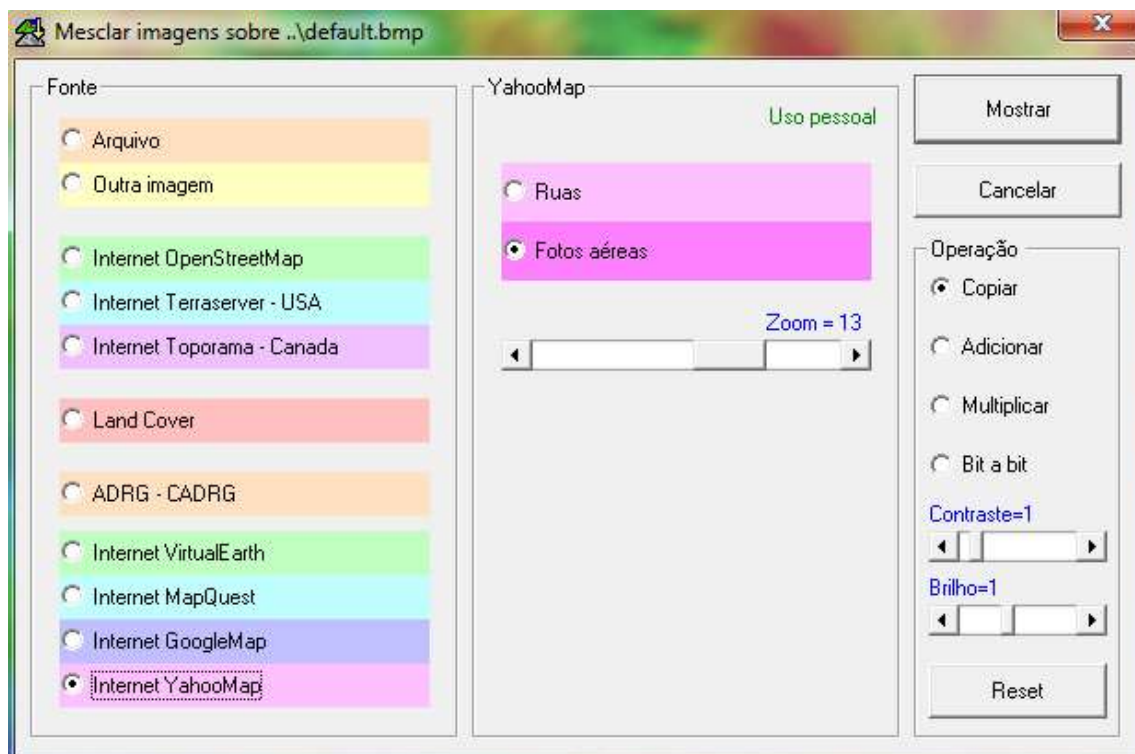 Mesclar imagens sobre ..\default.bmp
X
Fonte
Arquivo
Outra imagem
Internet OpenStreetMap
Internet Terraserver - USA
Internet Toporama - Canada
Land Cover
ADRG - CADRG
Internet VirtualEarth
Internet MapQuest
Internet GoogleMap
Internet YahooMap
YahooMap
Uso pessoal
Ruas
Fotos aéreas
Zoom = 13
Mostrar
Cancelar
Operação
Copiar
Adicionar
Multiplicar
Bit a bit
Contraste=1
Brilho=1
Reset